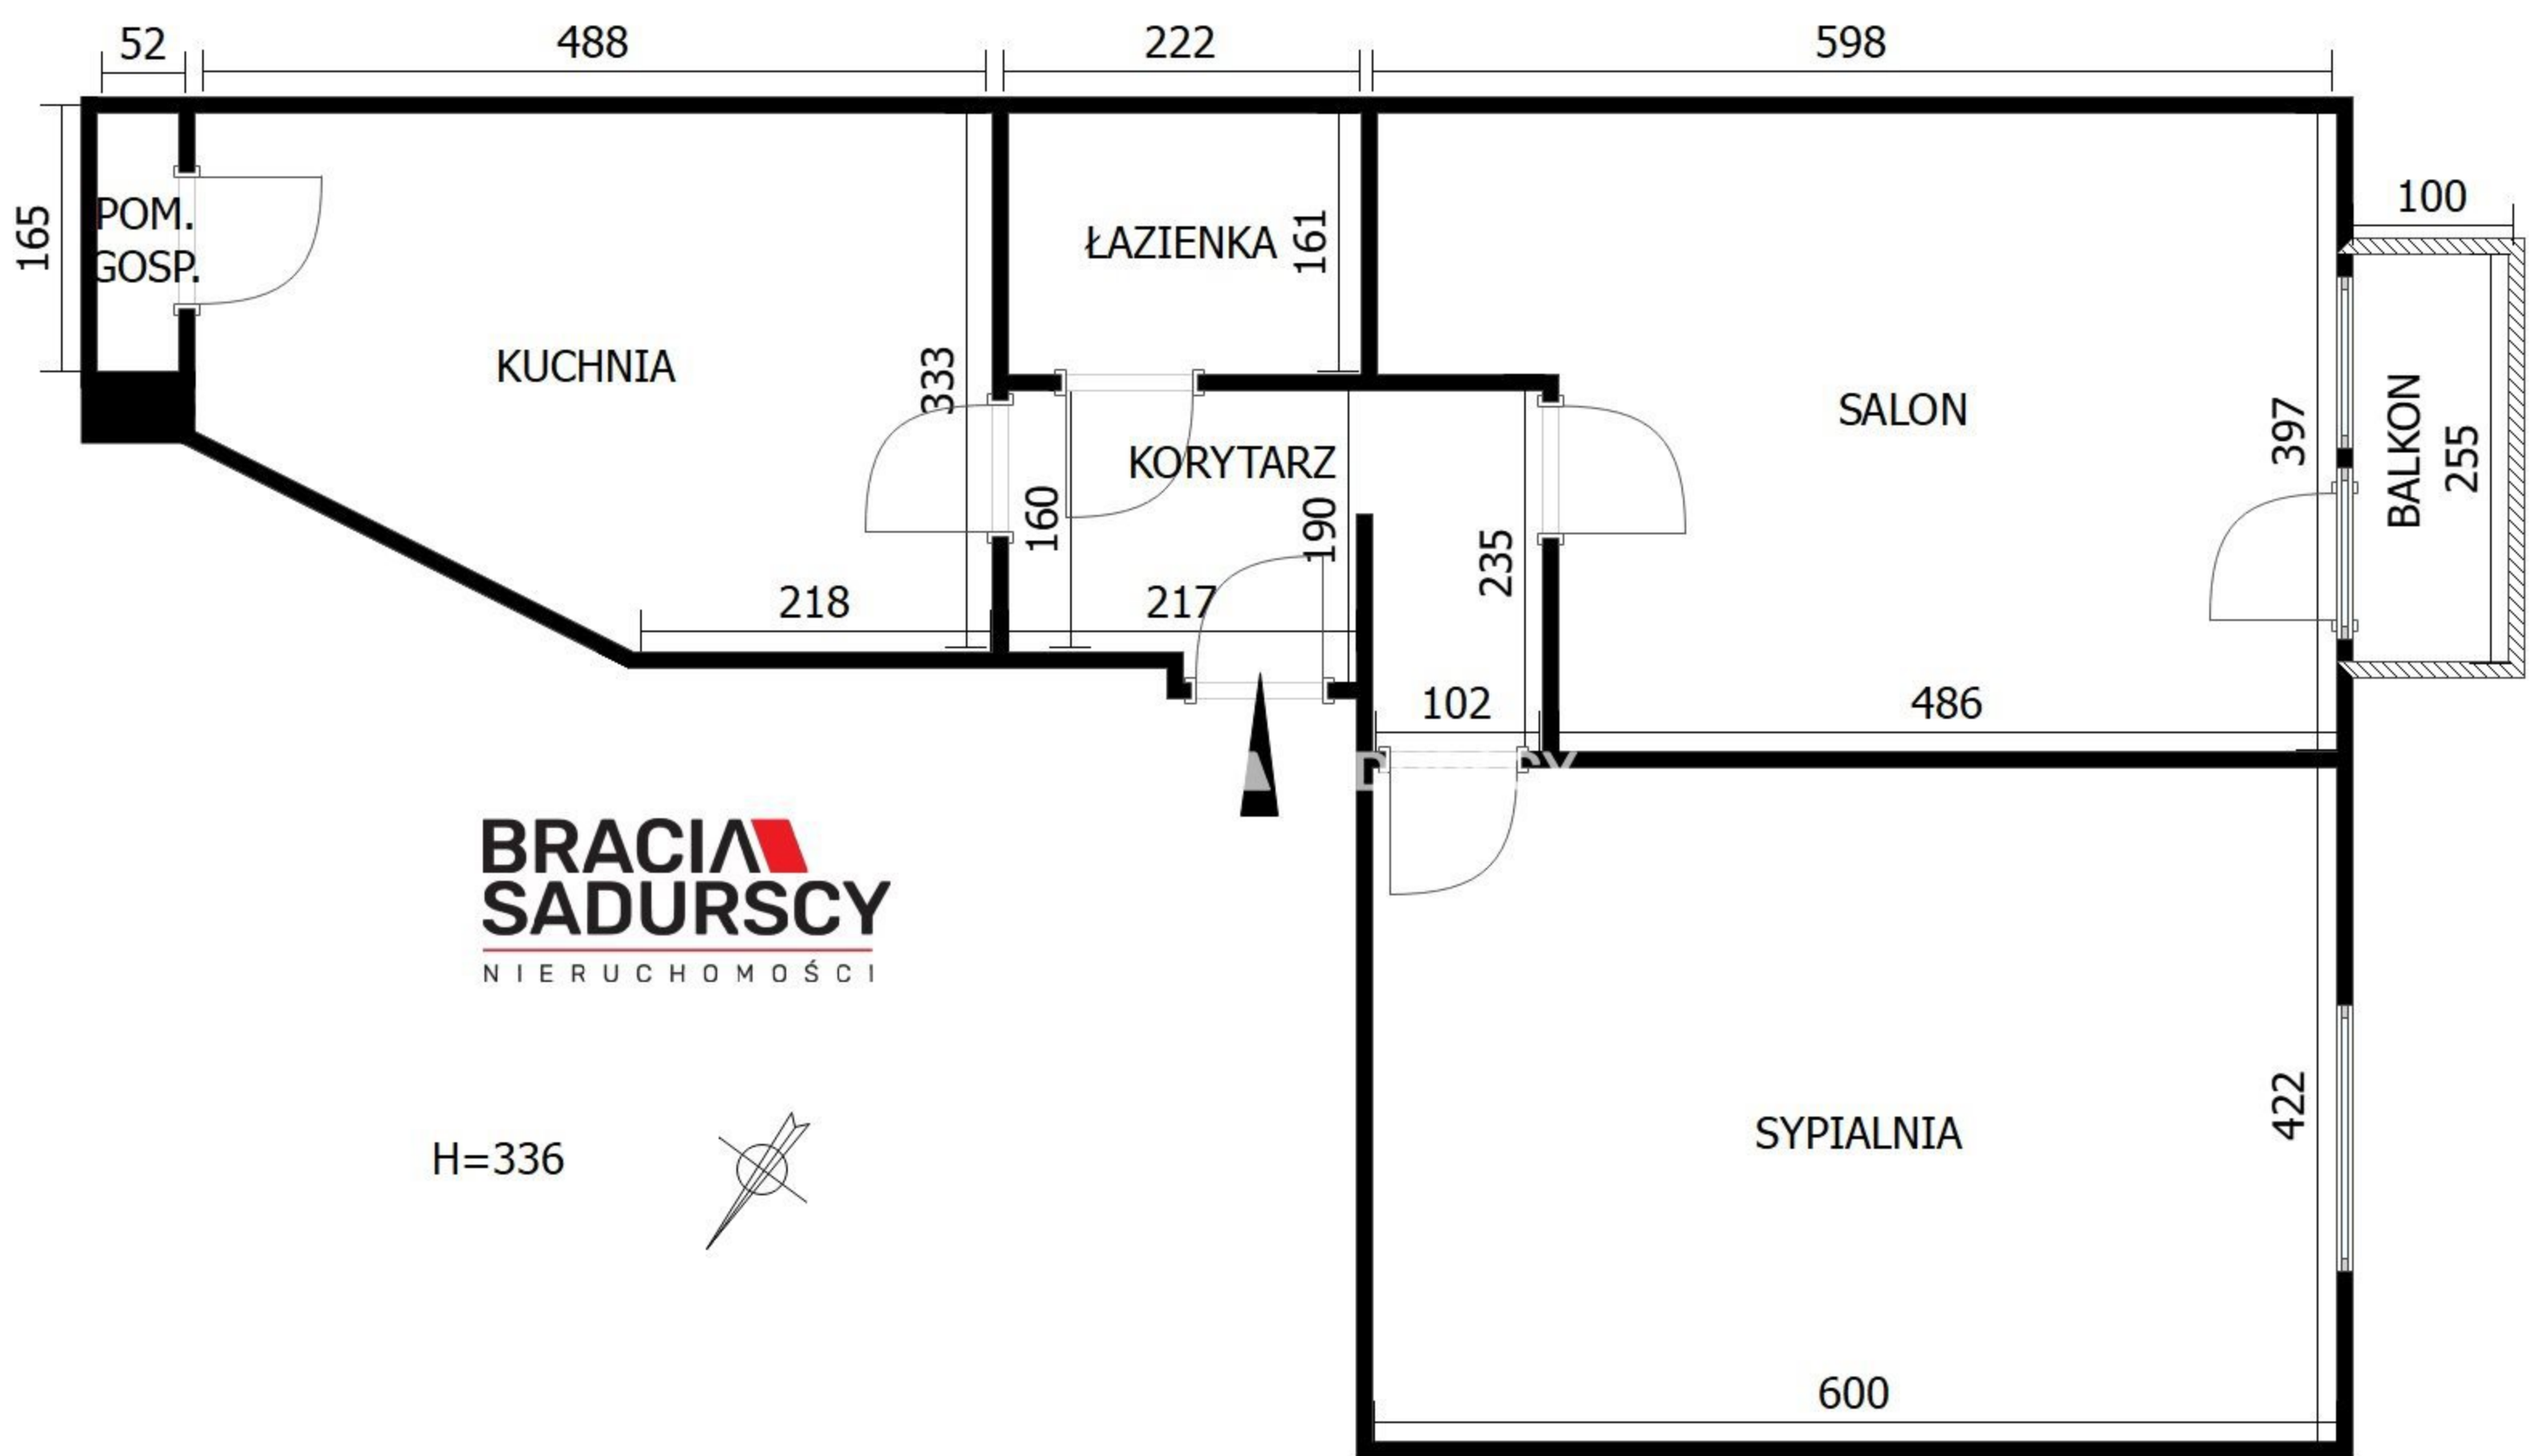 52
488
222
598
100
165
POM.
GOSP.
KUCHNIA
333
ŁAZIENKA
161
SALON
397
BALKON
255
KORYTARZ
160
190
235
218
217
102
486
BRACIA
SADURSCY
NIERUCHOMOŚCI
H=336
SYPIALNIA
422
600